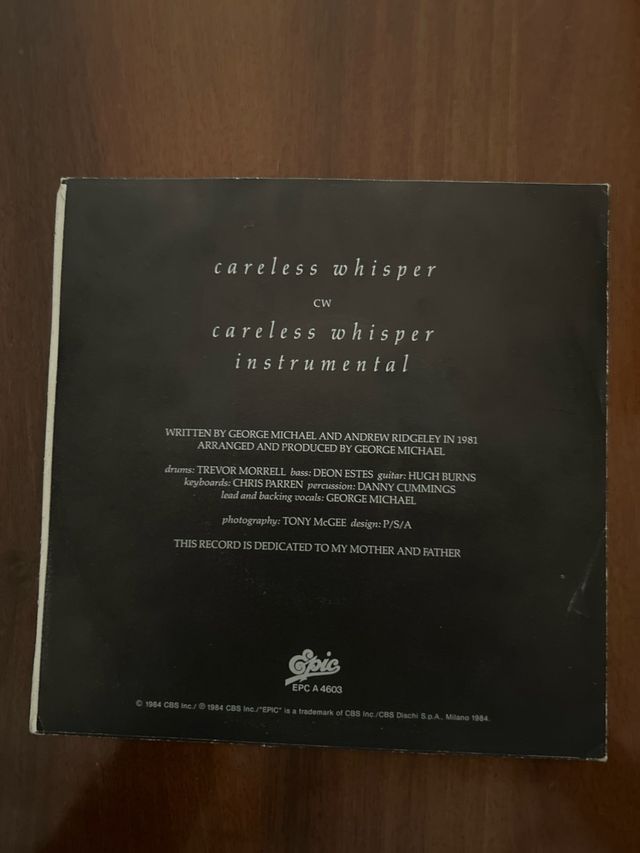 careless whisper
CW
careless whisper
instrumental
WRITTEN BY GEORGE MICHAEL AND ANDREW RIDGELEY IN 1981
ARRANGED AND PRODUCED BY GEORGE MICHAEL
drums: TREVOR MORRELL bass: DEON ESTES guitar: HUGH BURNS
keyboards: CHRIS PARREN percussion: DANNY CUMMINGS
lead and backing vocals: GEORGE MICHAEL
photography: TONY McGEE design: P/S/A
THIS RECORD IS DEDICATED TO MY MOTHER AND FATHER
Epic
EPC A 4603
© 1984 CBS Inc./ ℗ 1984 CBS Inc./"EPIC" is a trademark of CBS Inc./CBS Dischi S.p.A., Milano 1984.